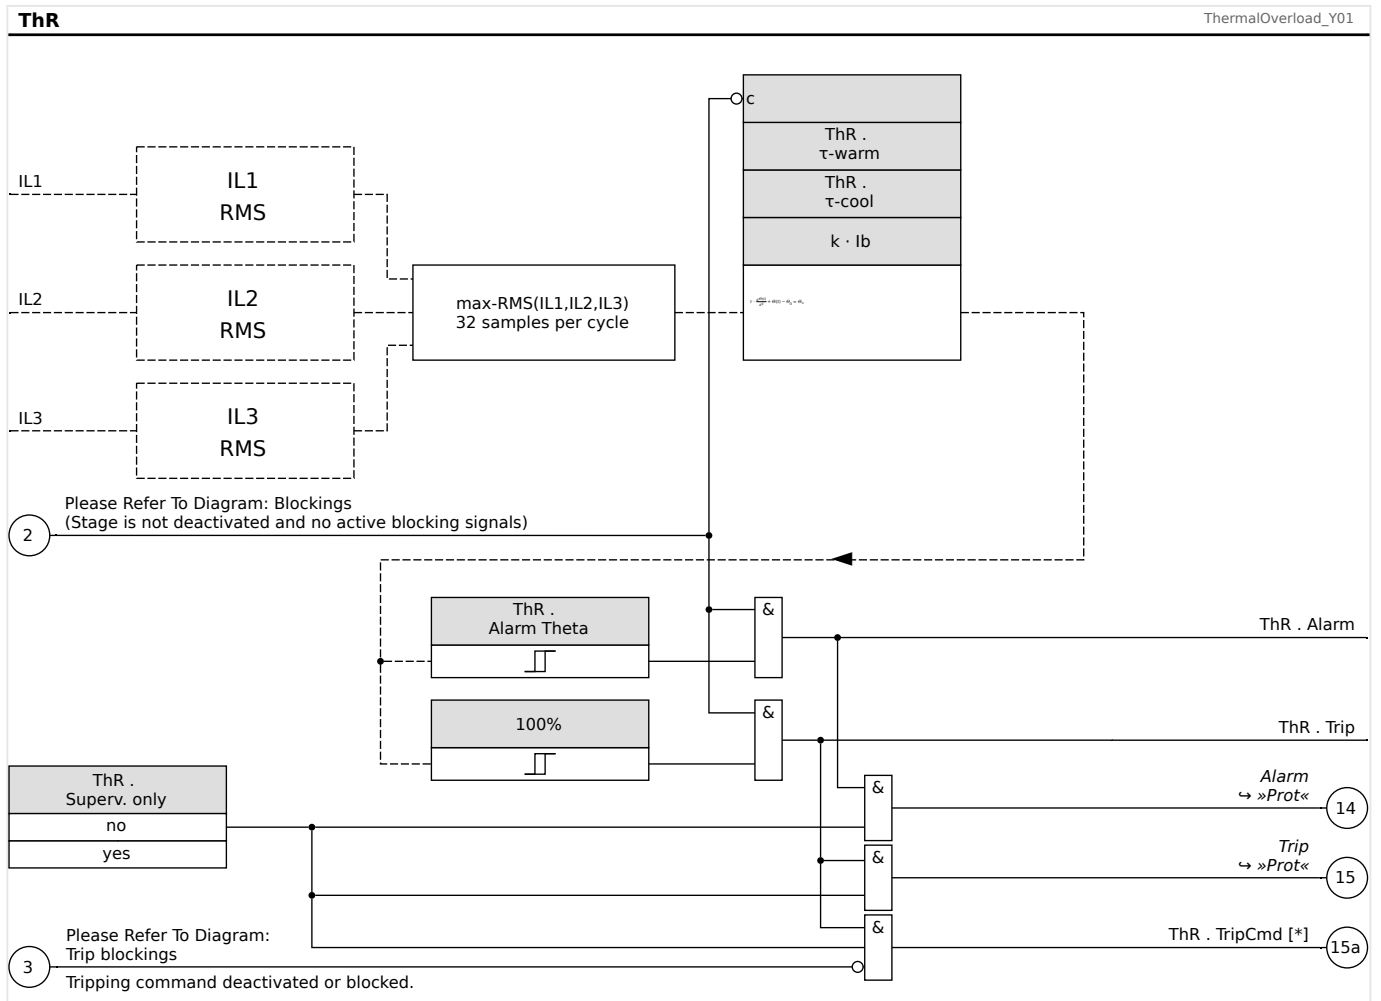 ThR
ThermalOverload_Y01
c
ThR .
τ-warm
ThR .
τ-cool
k · Ib
IL1
IL1
RMS
IL2
IL2
RMS
max-RMS(IL1,IL2,IL3)
32 samples per cycle
IL3
IL3
RMS
Please Refer To Diagram: Blockings
(Stage is not deactivated and no active blocking signals)
2
ThR .
Alarm Theta
&
ThR . Alarm
100%
&
ThR . Trip
ThR .
Superv. only
no
yes
&
Alarm
↪ »Prot«
14
&
Trip
↪ »Prot«
15
&
ThR . TripCmd [*]
15a
Please Refer To Diagram:
Trip blockings
3
Tripping command deactivated or blocked.